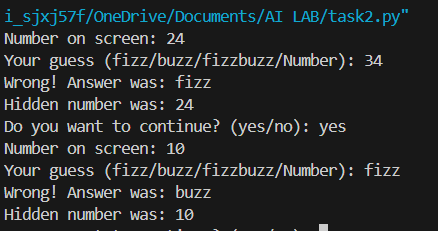 i_sjxj57f/OneDrive/Documents/AI LAB/task2.py"
Number on screen: 24
Your guess (fizz/buzz/fizzbuzz/Number): 34
Wrong! Answer was: fizz
Hidden number was: 24
Do you want to continue? (yes/no): yes
Number on screen: 10
Your guess (fizz/buzz/fizzbuzz/Number): fizz
Wrong! Answer was: buzz
Hidden number was: 10